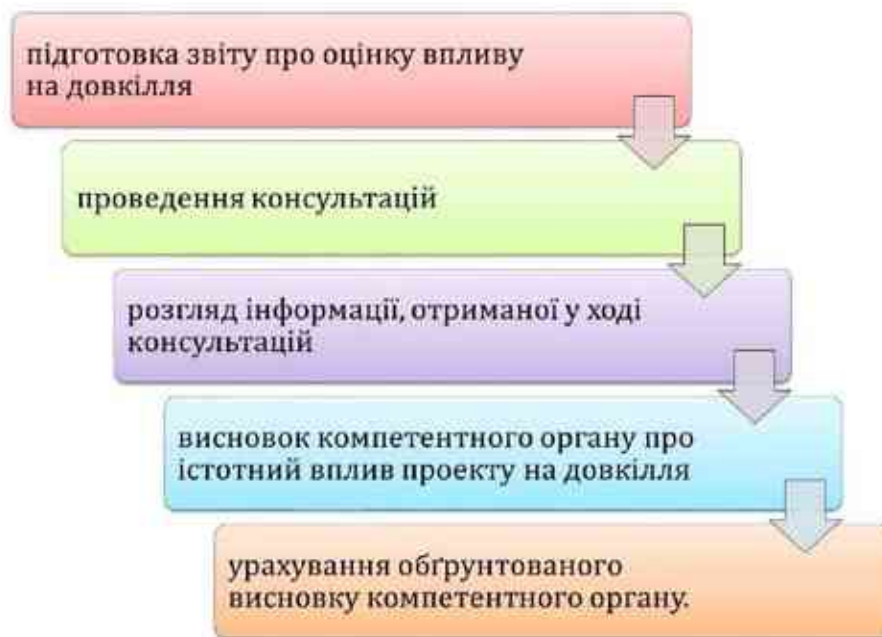 підготовка звіту про оцінку впливу
на довкілля
проведення консультацій
розгляд інформації, отриманої у ході
консультацій
висновок компетентного органу про
істотний вплив проекту на довкілля
урахування обґрунтованого
висновку компетентного органу.